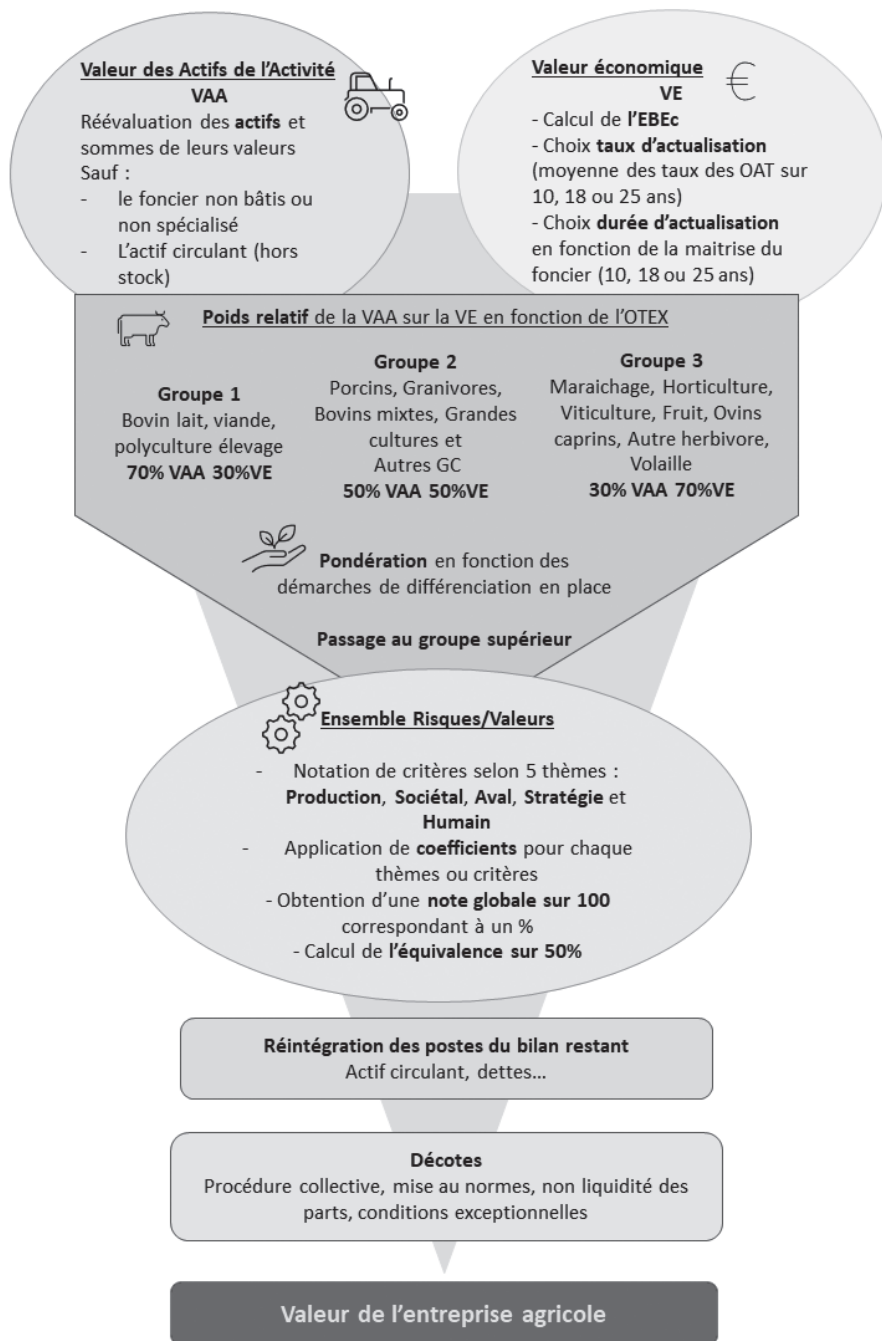 Valeur des Actifs de l'Activité
VAA
Réévaluation des actifs et
sommes de leurs valeurs
Sauf :
- le foncier non bâtis ou
non spécialisé
- L'actif circulant (hors
stock)
Valeur économique
VE
€
- Calcul de l'EBEc
- Choix taux d'actualisation
(moyenne des taux des OAT sur
10, 18 ou 25 ans)
- Choix durée d'actualisation
en fonction de la maitrise du
foncier (10, 18 ou 25 ans)
Poids relatif de la VAA sur la VE en fonction de l'OTEX
Groupe 1
Bovin lait, viande,
polyculture élevage
70% VAA 30%VE
Groupe 2
Porcins, Granivores,
Bovins mixtes, Grandes
cultures et
Autres GC
50% VAA 50%VE
Groupe 3
Maraichage, Horticulture,
Viticulture, Fruit, Ovins
caprins, Autre herbivore,
Volaille
30% VAA 70%VE
Pondération en fonction des
démarches de différenciation en place
Passage au groupe supérieur
Ensemble Risques/Valeurs
- Notation de critères selon 5 thèmes :
Production, Sociétal, Aval, Stratégie et
Humain
- Application de coefficients pour chaque
thèmes ou critères
- Obtention d'une note globale sur 100
correspondant à un %
- Calcul de l'équivalence sur 50%
Réintégration des postes du bilan restant
Actif circulant, dettes...
Décotes
Procédure collective, mise au normes, non liquidité des
parts, conditions exceptionnelles
Valeur de l'entreprise agricole